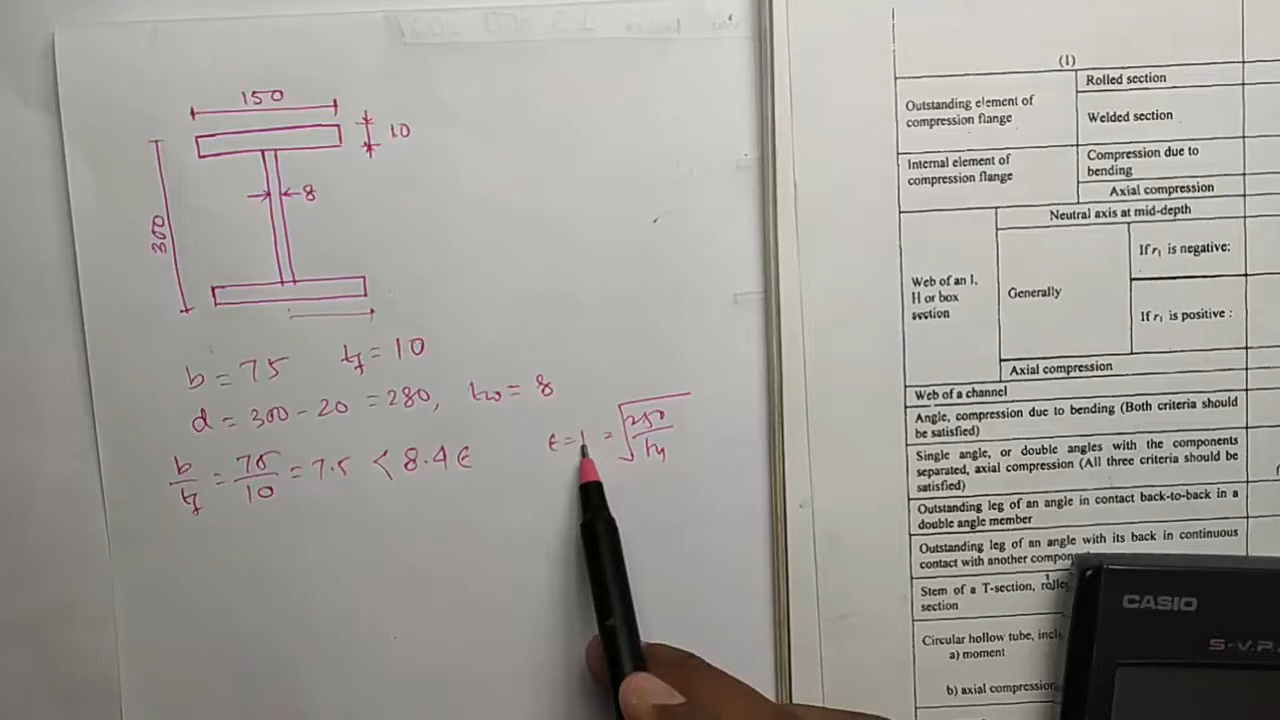 150
10
8
300
b = 75 tf = 10
d = 300 - 20 = 280, tw = 8
b/tf = 75/10 = 7.5 < 8.4 ϵ
ϵ = 1 = √250/fy
(1)
Outstanding element of
compression flange
Rolled section
Welded section
Internal element of
compression flange
Compression due to
bending
Axial compression
Web of an I,
H or box
section
Neutral axis at mid-depth
Generally
If r₁ is negative:
If r₁ is positive :
Axial compression
Web of a channel
Angle, compression due to bending (Both criteria should
be satisfied)
Single angle, or double angles with the components
separated, axial compression (All three criteria should be
satisfied)
Outstanding leg of an angle in contact back-to-back in a
double angle member
Outstanding leg of an angle with its back in continuous
contact with another
Stem of a T-section,
section
Circular hollow tube,
a) moment
b) axial compression
CASIO
S-V.P.